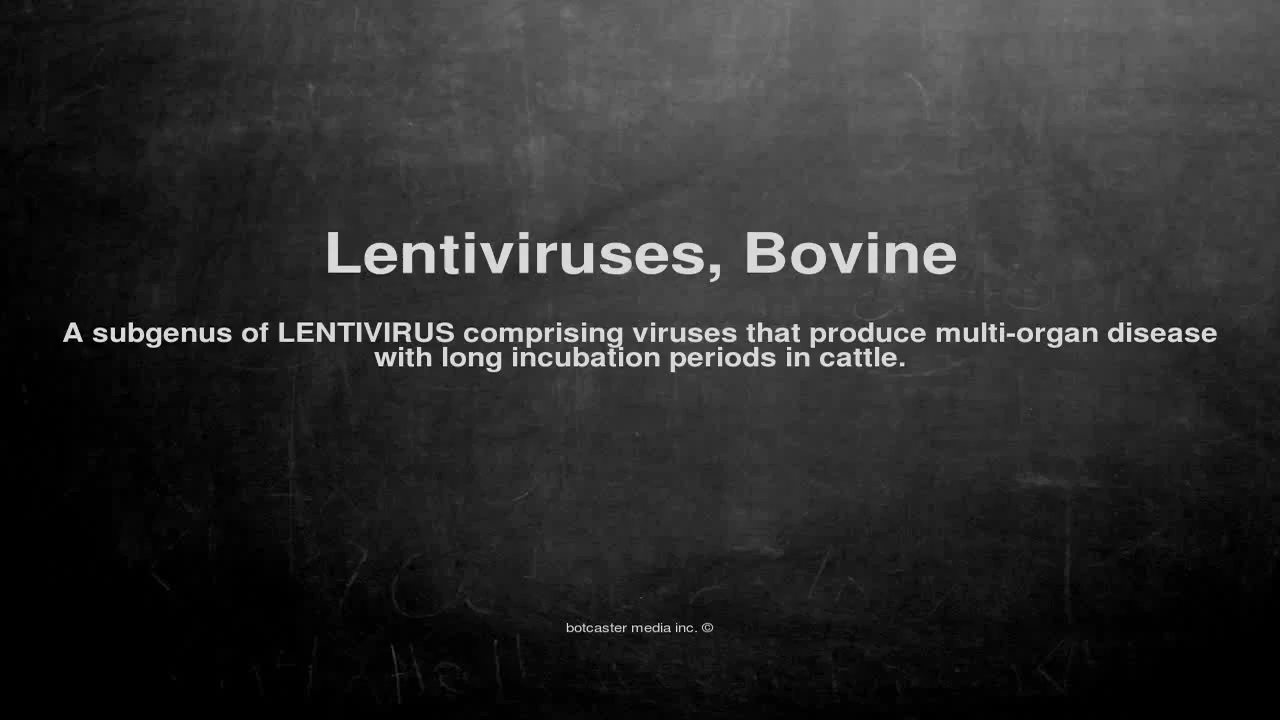 Lentiviruses, Bovine
A subgenus of LENTIVIRUS comprising viruses that produce multi-organ disease
with long incubation periods in cattle.
botcaster media inc. ©